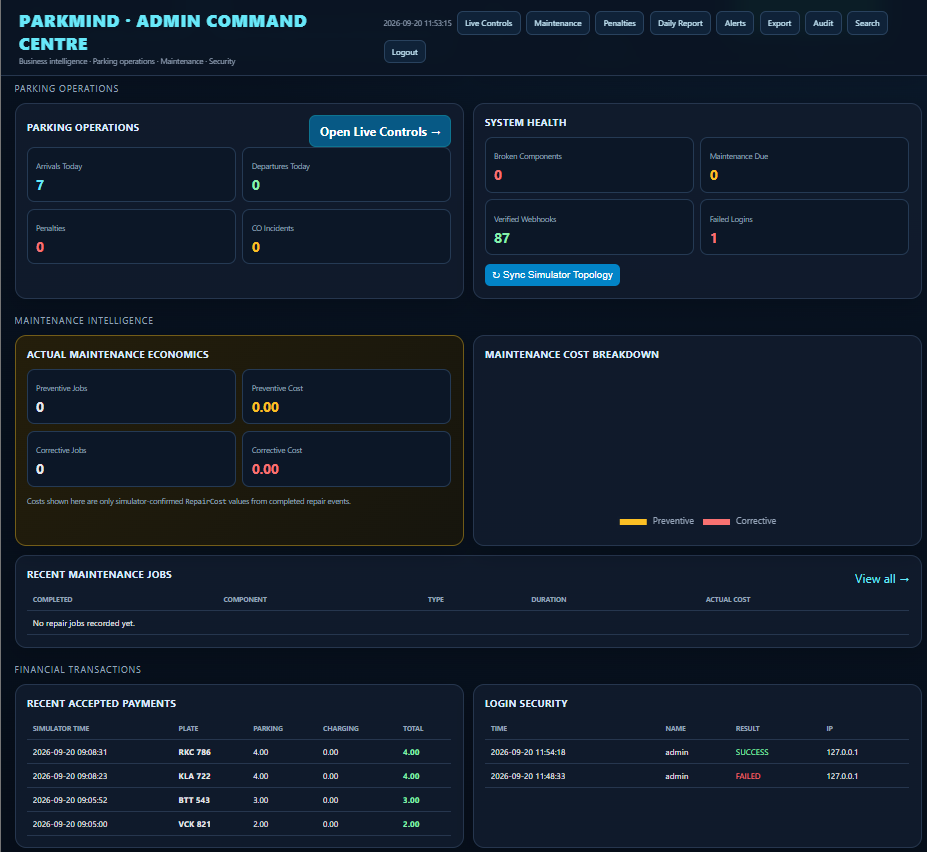 PARKMIND · ADMIN COMMAND
CENTRE
Business intelligence · Parking operations · Maintenance · Security
2026-09-20 11:53:15 Live Controls Maintenance Penalties Daily Report Alerts Export Audit Search
Logout
PARKING OPERATIONS
PARKING OPERATIONS
Open Live Controls →
Arrivals Today
7
Departures Today
0
Penalties
0
CO Incidents
0
SYSTEM HEALTH
Broken Components
0
Maintenance Due
0
Verified Webhooks
87
Failed Logins
1
↻ Sync Simulator Topology
MAINTENANCE INTELLIGENCE
ACTUAL MAINTENANCE ECONOMICS
Preventive Jobs
0
Preventive Cost
0.00
Corrective Jobs
0
Corrective Cost
0.00
Costs shown here are only simulator-confirmed RepairCost values from completed repair events.
MAINTENANCE COST BREAKDOWN
Preventive Corrective
RECENT MAINTENANCE JOBS
View all →
COMPLETED COMPONENT TYPE DURATION ACTUAL COST
No repair jobs recorded yet.
FINANCIAL TRANSACTIONS
RECENT ACCEPTED PAYMENTS
SIMULATOR TIME PLATE PARKING CHARGING TOTAL
2026-09-20 09:08:31 RKC 786 4.00 0.00 4.00
2026-09-20 09:08:23 KLA 722 4.00 0.00 4.00
2026-09-20 09:05:52 BTT 543 3.00 0.00 3.00
2026-09-20 09:05:00 VCK 821 2.00 0.00 2.00
LOGIN SECURITY
TIME NAME RESULT IP
2026-09-20 11:54:18 admin SUCCESS 127.0.0.1
2026-09-20 11:48:33 admin FAILED 127.0.0.1